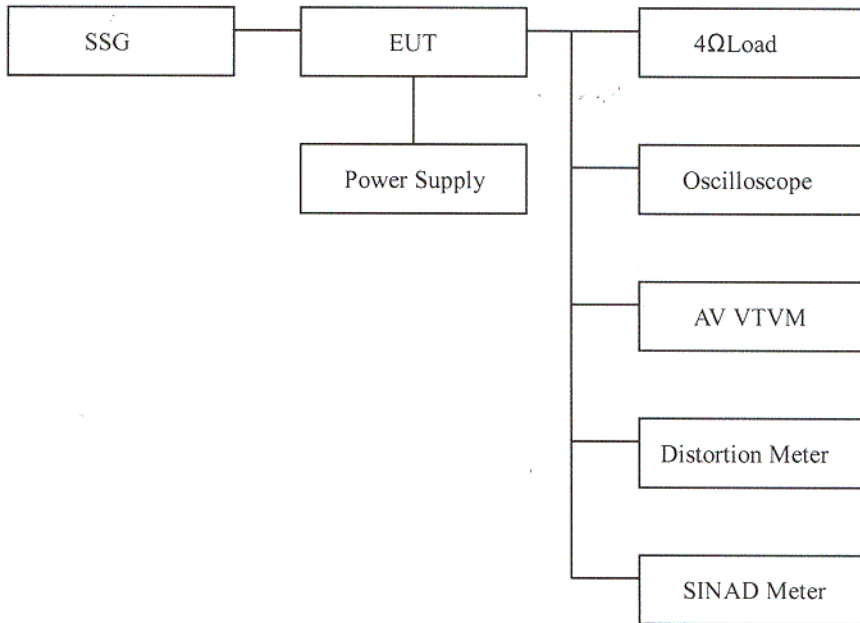 SSG
EUT
4ΩLoad
Power Supply
Oscilloscope
AV VTVM
Distortion Meter
SINAD Meter